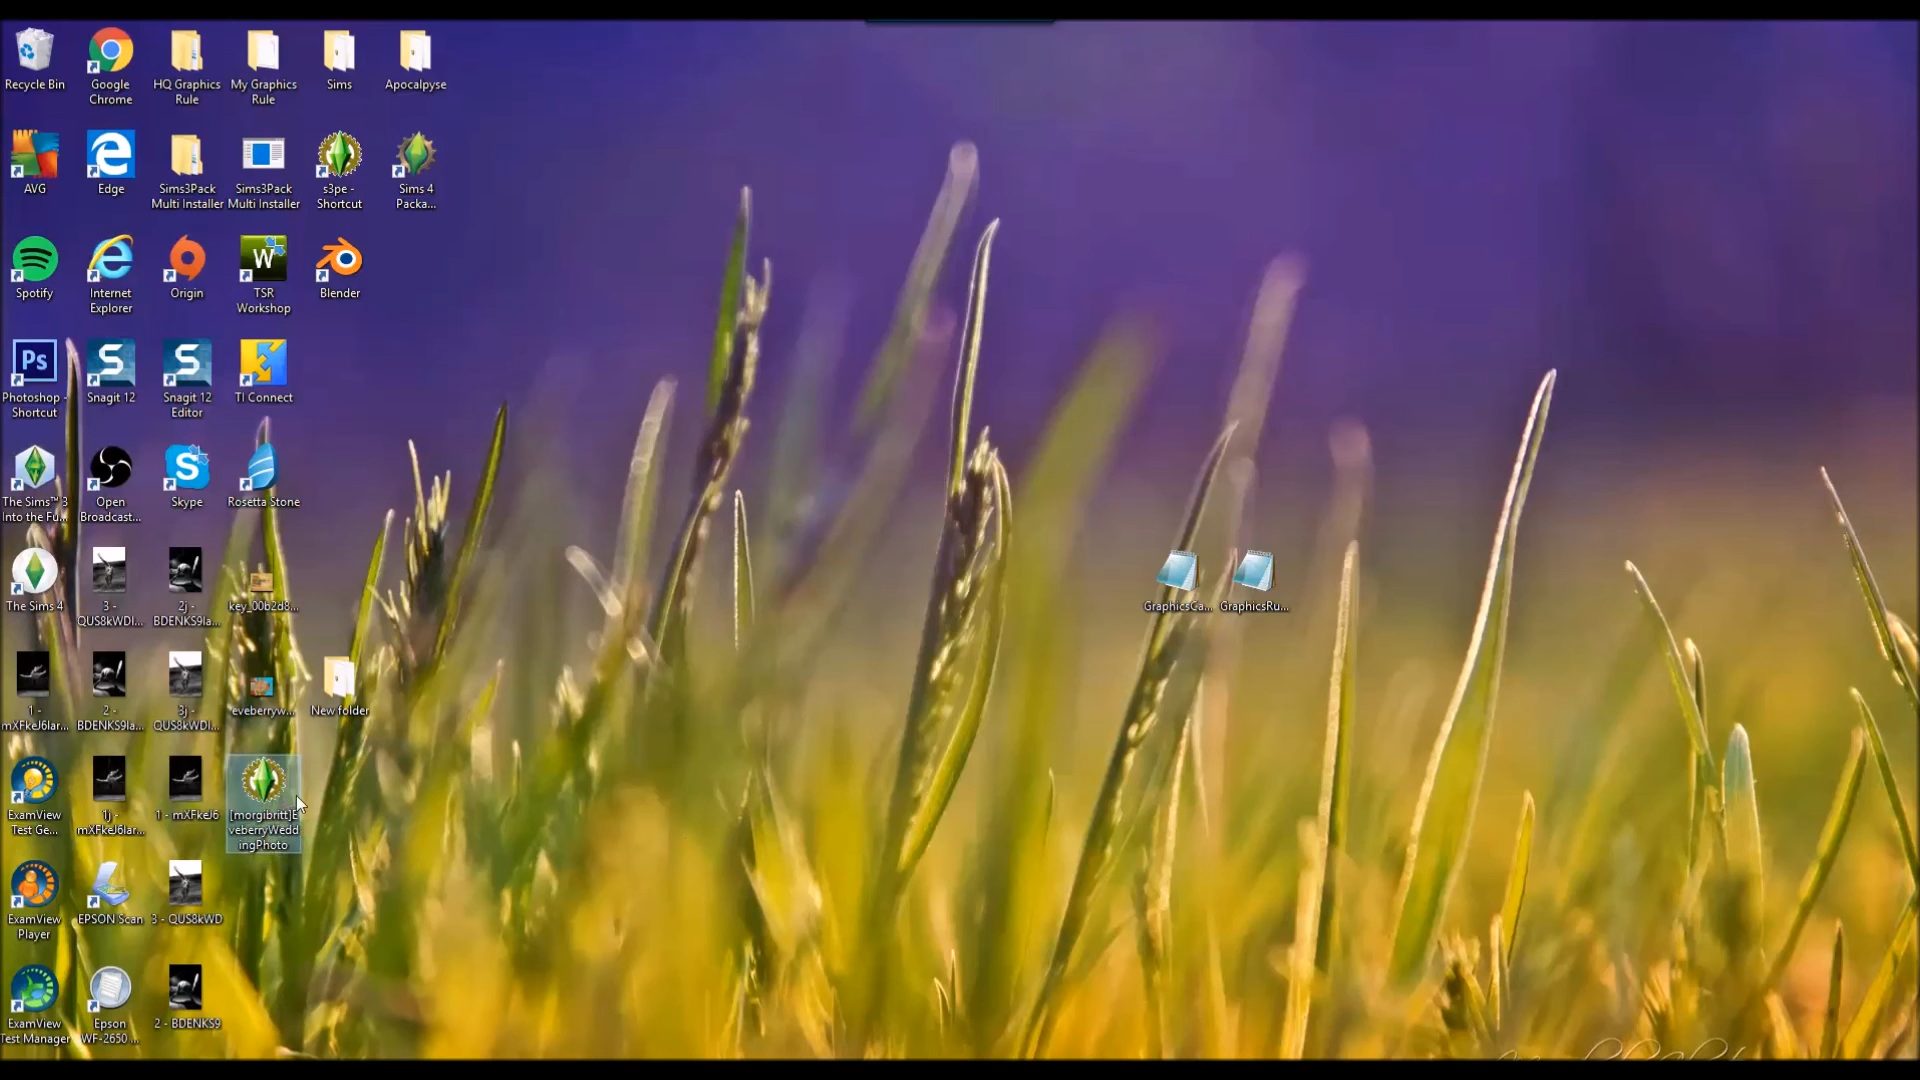 Recycle Bin
Google
Chrome
HQ Graphics
Rule
My Graphics
Rule
Sims
Apocalpyse
AVG
Edge
Sims3Pack
Multi Installer
Sims3Pack
Multi Installer
s3pe -
Shortcut
Sims 4
Packa...
Spotify
Internet
Explorer
Origin
W
TSR
Workshop
Blender
Ps
Photoshop -
Shortcut
S
Snagit 12
S
Snagit 12
Editor
TI Connect
The Sims™ 3
Into the Fu...
Open
Broadcast...
Skype
Rosetta Stone
The Sims 4
3 -
QUS8kWDl...
2j -
BDENKS9la...
key_00b2d8...
GraphicsCa...
GraphicsRu...
1 -
mXFkeJ6lar...
2 -
BDENKS9la...
3j -
QUS8kWDl...
eveberryw...
New folder
ExamView
Test Ge...
1j -
mXFkeJ6lar...
1 - mXFkeJ6
[morgibritt]E
veberryWedd
ingPhoto
ExamView
Player
EPSON Scan
3 - QUS8kWD
ExamView
Test Manager
Epson
WF-2650 ...
2 - BDENKS9